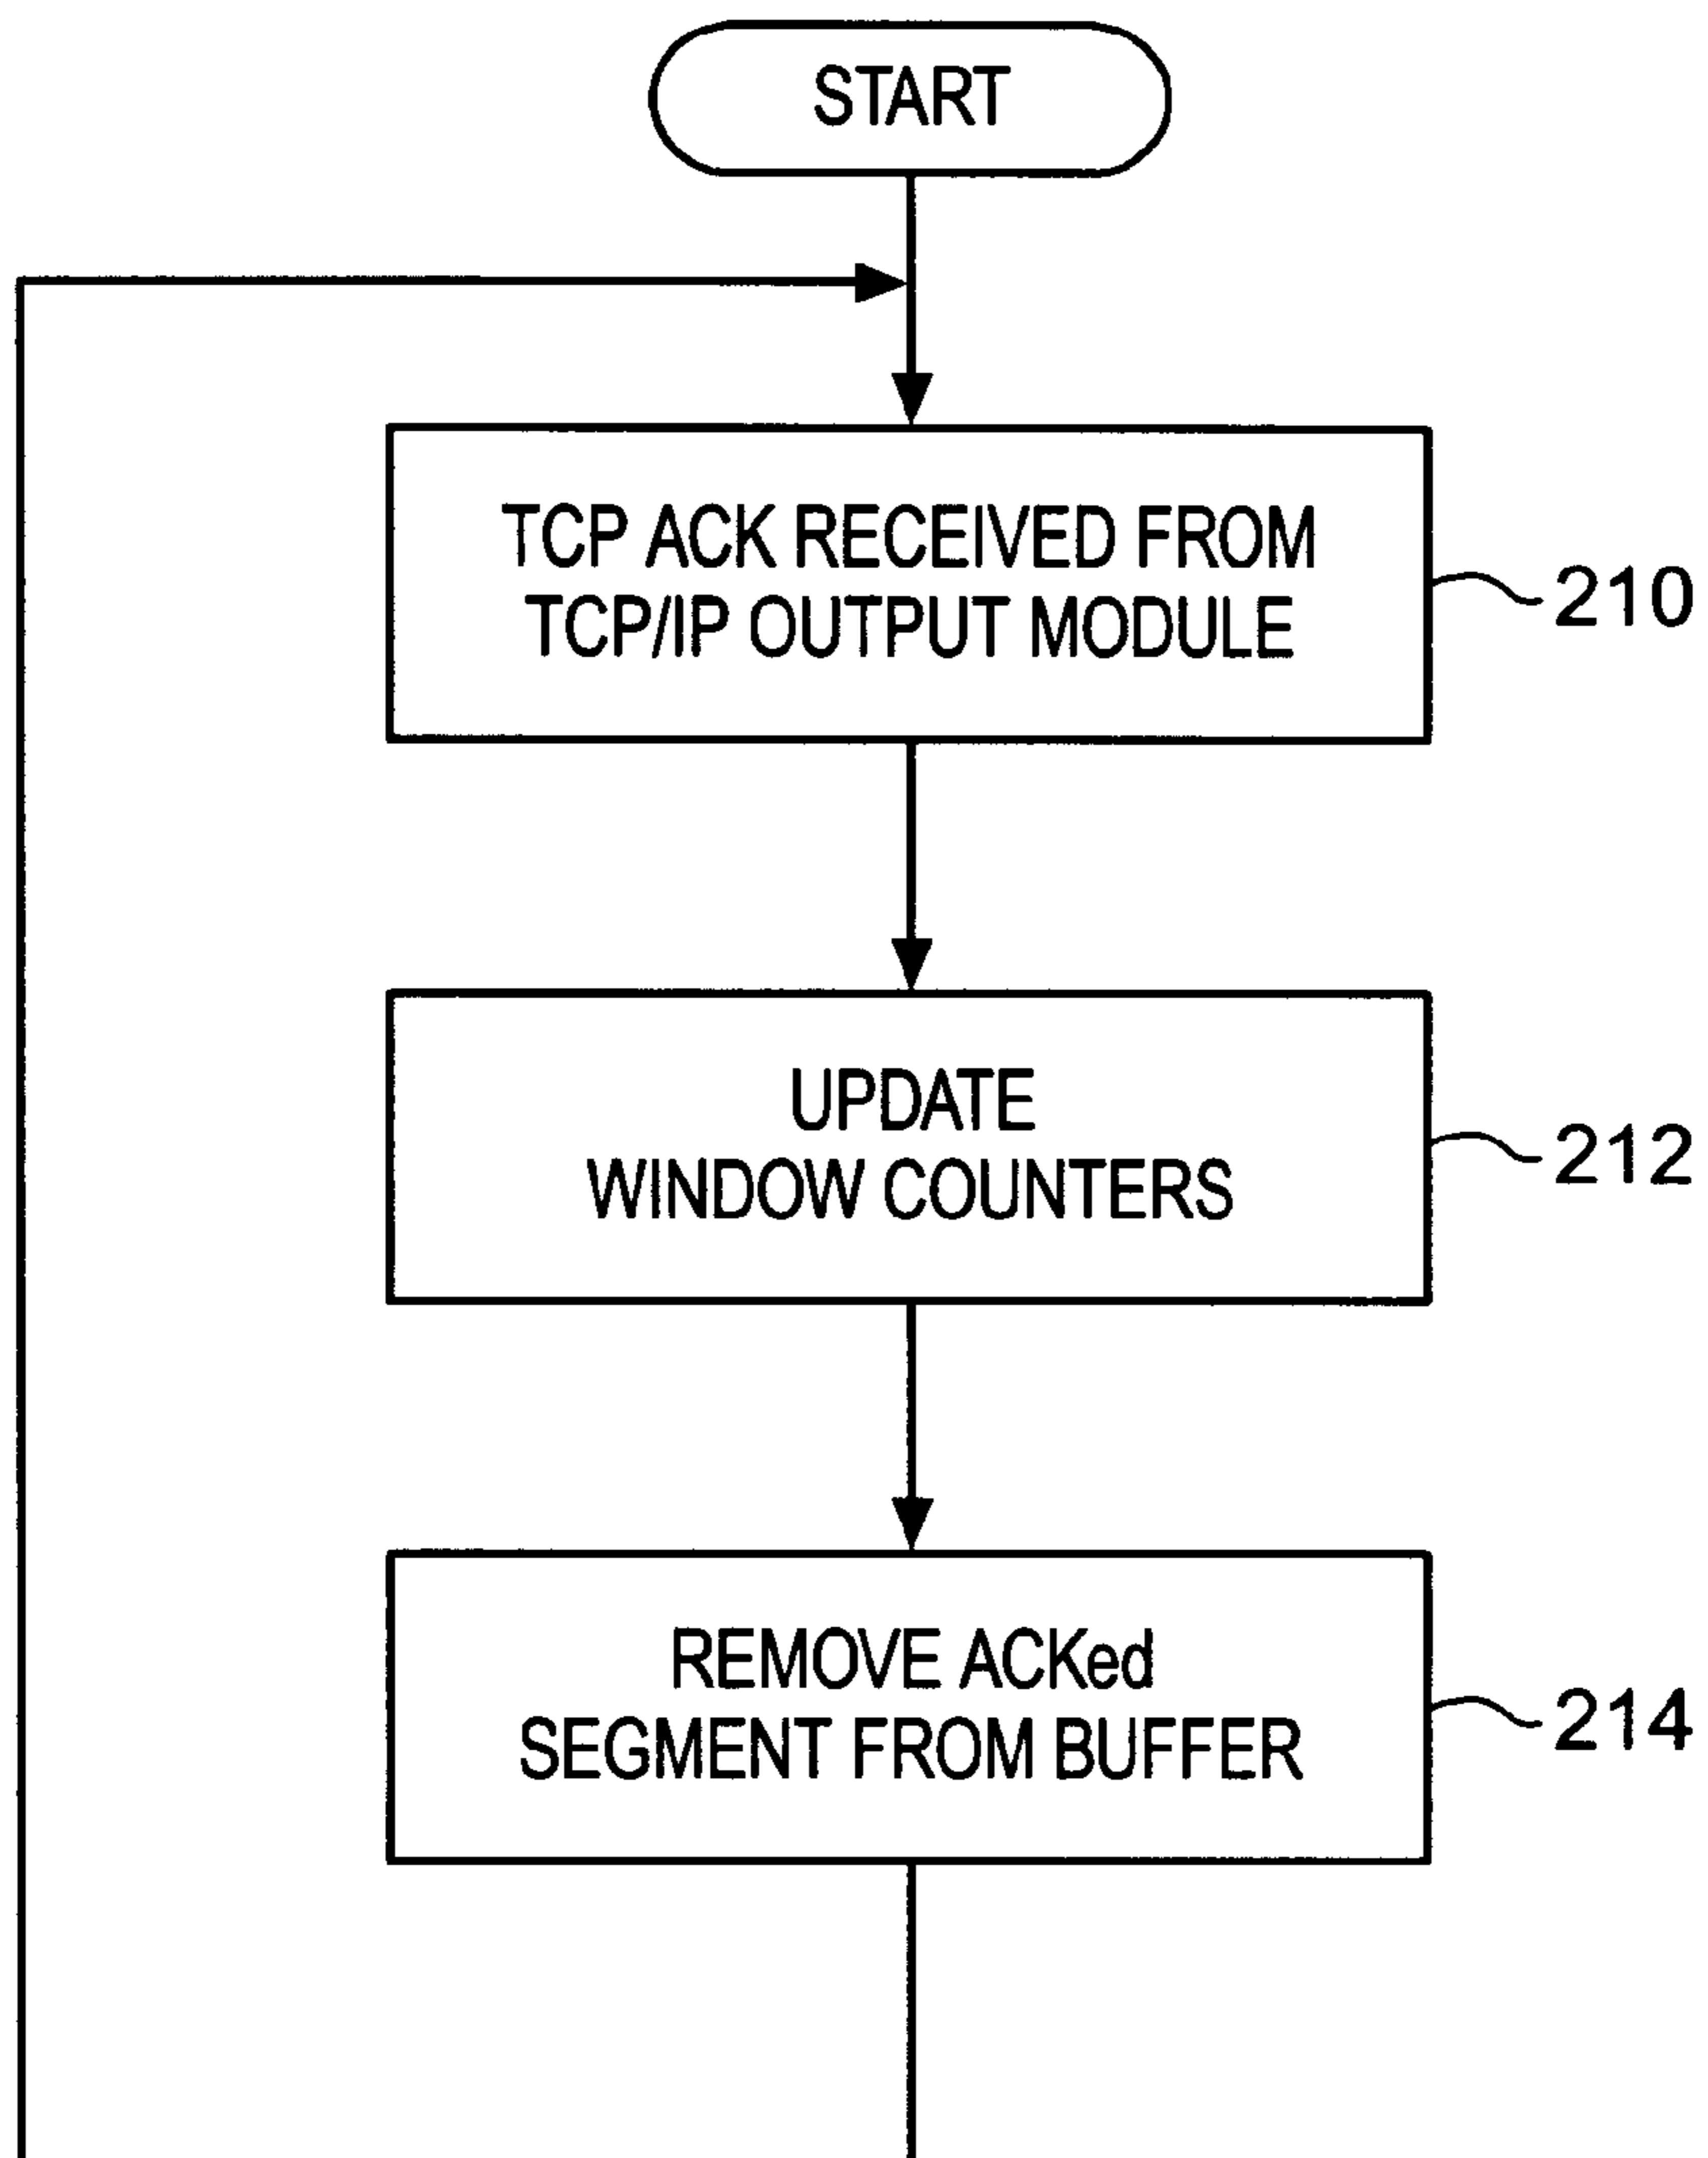 START
TCP ACK RECEIVED FROM
TCP/IP OUTPUT MODULE
210
UPDATE
WINDOW COUNTERS
212
REMOVE ACKed
SEGMENT FROM BUFFER
214